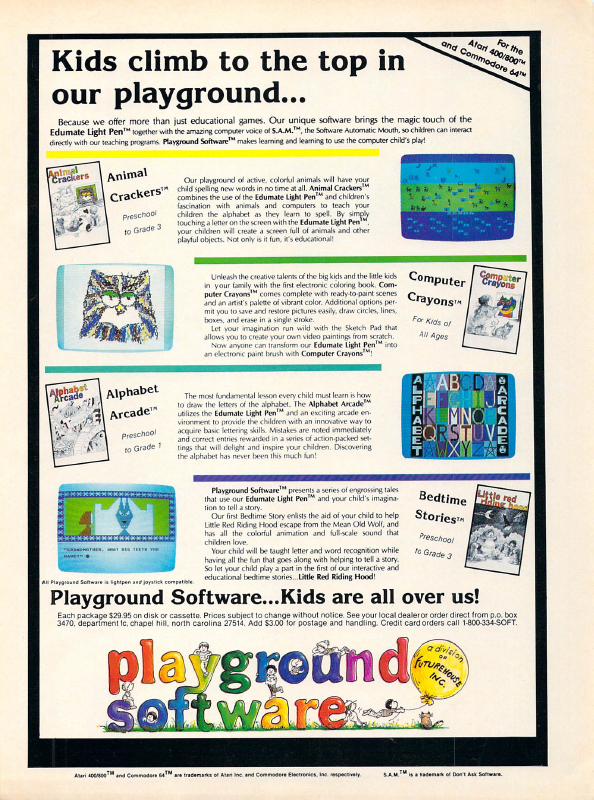 For the
Atari 400/800™
and Commodore 64™
Kids climb to the top in
our playground...
Because we offer more than just educational games. Our unique software brings the magic touch of the
Edumate Light Pen™ together with the amazing computer voice of S.A.M.™, the Software Automatic Mouth, so children can interact
directly with our teaching programs. Playground Software™ makes learning and learning to use the computer child's play!
Animal
Crackers
Animal
Crackers™
Preschool
to Grade 3
Our playground of active, colorful animals will have your
child spelling new words in no time at all. Animal Crackers™
combines the use of the Edumate Light Pen™ and children's
fascination with animals and computers to teach your
children the alphabet as they learn to spell. By simply
touching a letter on the screen with the Edumate Light Pen™,
your children will create a screen full of animals and other
playful objects. Not only is it fun, it's educational!
Unleash the creative talents of the big kids and the little kids
in your family with the first electronic coloring book. Com-
puter Crayons™ comes complete with ready-to-paint scenes
and an artist's palette of vibrant color. Additional options per-
mit you to save and restore pictures easily, draw circles, lines,
boxes, and erase in a single stroke.
Let your imagination run wild with the Sketch Pad that
allows you to create your own video paintings from scratch.
Now anyone can transform our Edumate Light Pen™ into
an electronic paint brush with Computer Crayons™!
Computer
Crayons™
For Kids of
All Ages
Computer
Crayons
Alphabet
Arcade
Alphabet
Arcade™
Preschool
to Grade 1
The most fundamental lesson every child must learn is how
to draw the letters of the alphabet. The Alphabet Arcade™
utilizes the Edumate Light Pen™ and an exciting arcade en-
vironment to provide the children with an innovative way to
acquire basic lettering skills. Mistakes are noted immediately
and correct entries rewarded in a series of action-packed set-
tings that will delight and inspire your children. Discovering
the alphabet has never been this much fun!
ALPHABET
ABCD
EFGHIJ
KLMNOP
QRSTUV
WXYZ
ARCADE
"GRANDMOTHER, WHAT BIG TEETH YOU
HAVE!"
Playground Software™ presents a series of engrossing tales
that use our Edumate Light Pen™ and your child's imagina-
tion to tell a story.
Our first Bedtime Story enlists the aid of your child to help
Little Red Riding Hood escape from the Mean Old Wolf, and
has all the colorful animation and full-scale sound that
children love.
Your child will be taught letter and word recognition while
having all the fun that goes along with helping to tell a story.
So let your child play a part in the first of our interactive and
educational bedtime stories...Little Red Riding Hood!
Bedtime
Stories™
Preschool
to Grade 3
Little red
riding hood
All Playground Software is lightpen and joystick compatible.
Playground Software...Kids are all over us!
Each package $29.95 on disk or cassette. Prices subject to change without notice. See your local dealer or order direct from p.o. box
3470, department fc, chapel hill, north carolina 27514. Add $3.00 for postage and handling. Credit card orders call 1-800-334-SOFT.
playground
software
a division
of
FUTUREHOUSE
INC.
Atari 400/800™ and Commodore 64™ are trademarks of Atari Inc. and Commodore Electronics, Inc. respectively. S.A.M.™ is a trademark of Don't Ask Software.